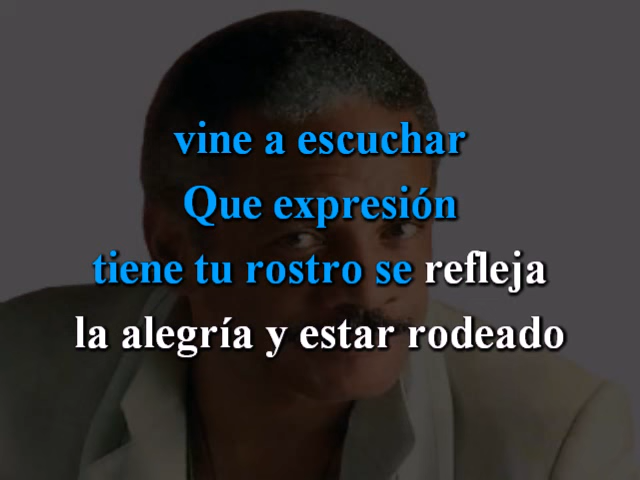 vine a escuchar
Que expresión
tiene tu rostro se refleja
la alegría y estar rodeado